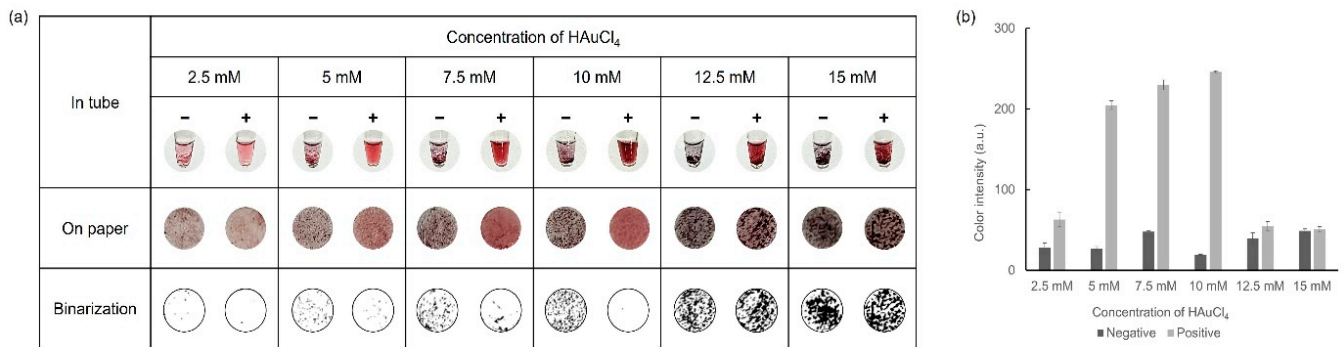 (a)
Concentration of HAuCl₄
In tube
2.5 mM 5 mM 7.5 mM 10 mM 12.5 mM 15 mM
− + − + − + − + − + − +
On paper
Binarization
(b)
Color intensity (a.u.)
300
200
100
0
2.5 mM 5 mM 7.5 mM 10 mM 12.5 mM 15 mM
Concentration of HAuCl₄
Negative Positive